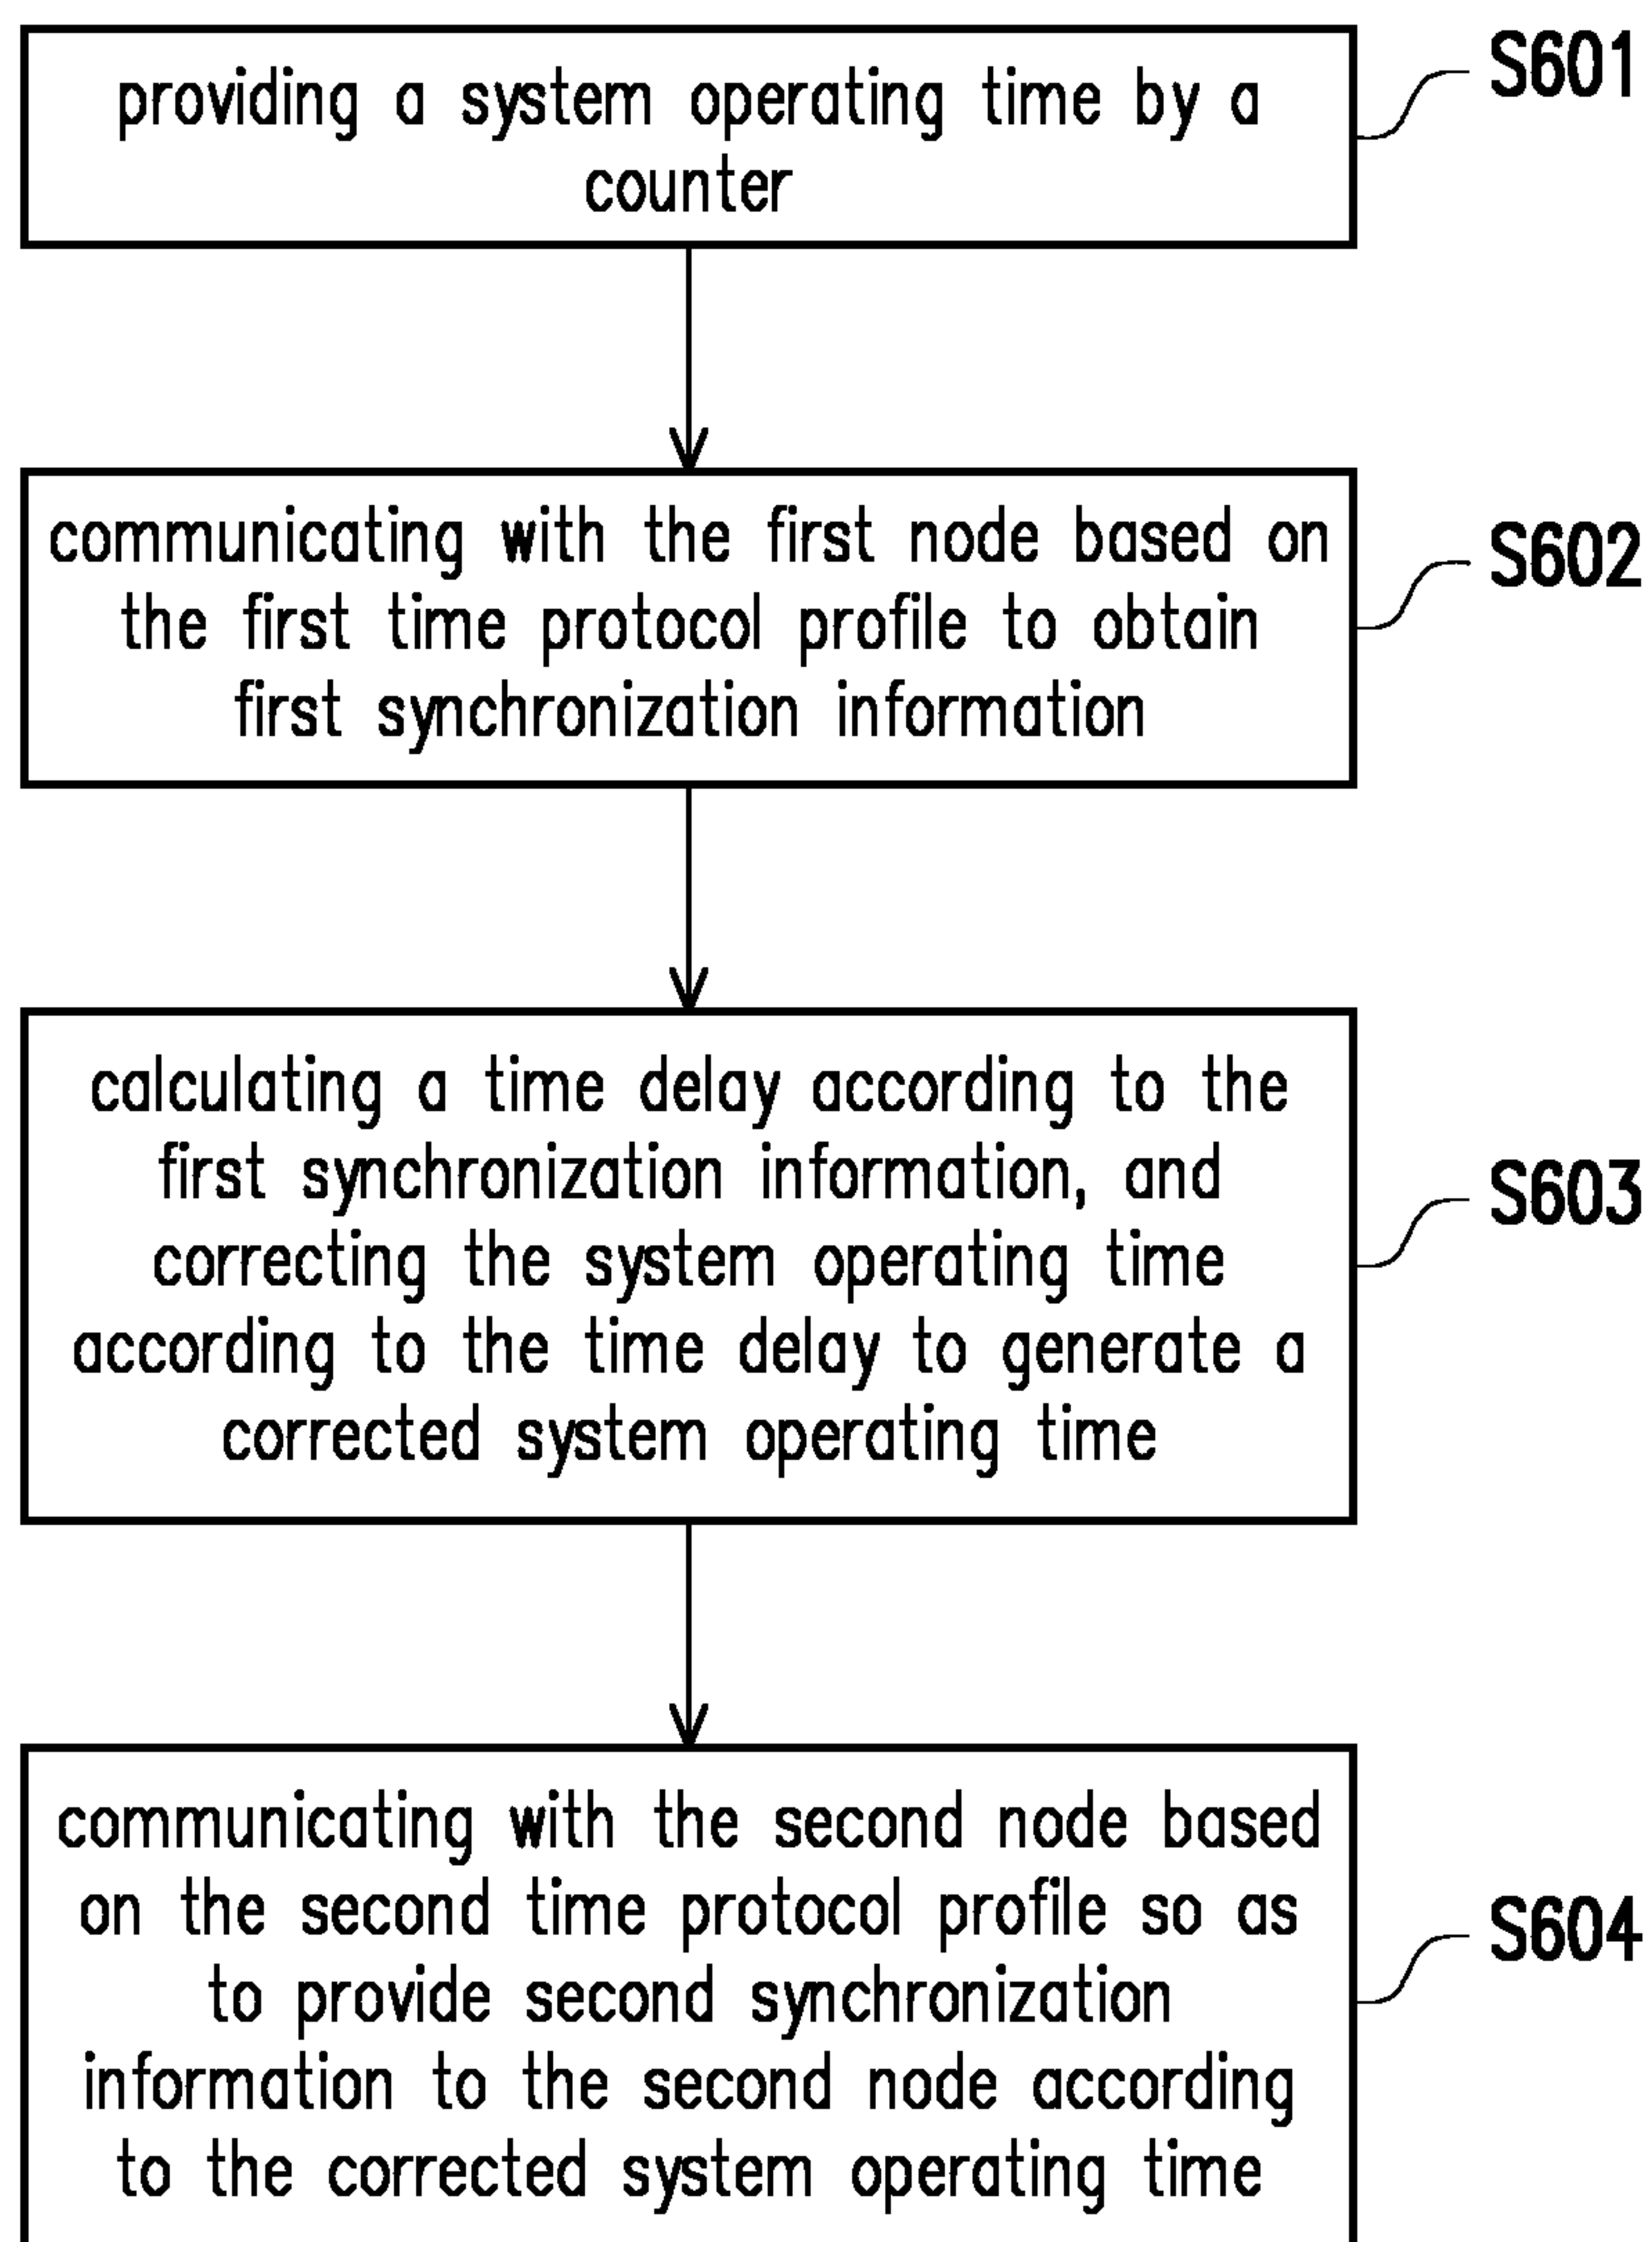 providing a system operating time by a
counter
S601
communicating with the first node based on
the first time protocol profile to obtain
first synchronization information
S602
calculating a time delay according to the
first synchronization information, and
correcting the system operating time
according to the time delay to generate a
corrected system operating time
S603
communicating with the second node based
on the second time protocol profile so as
to provide second synchronization
information to the second node according
to the corrected system operating time
S604